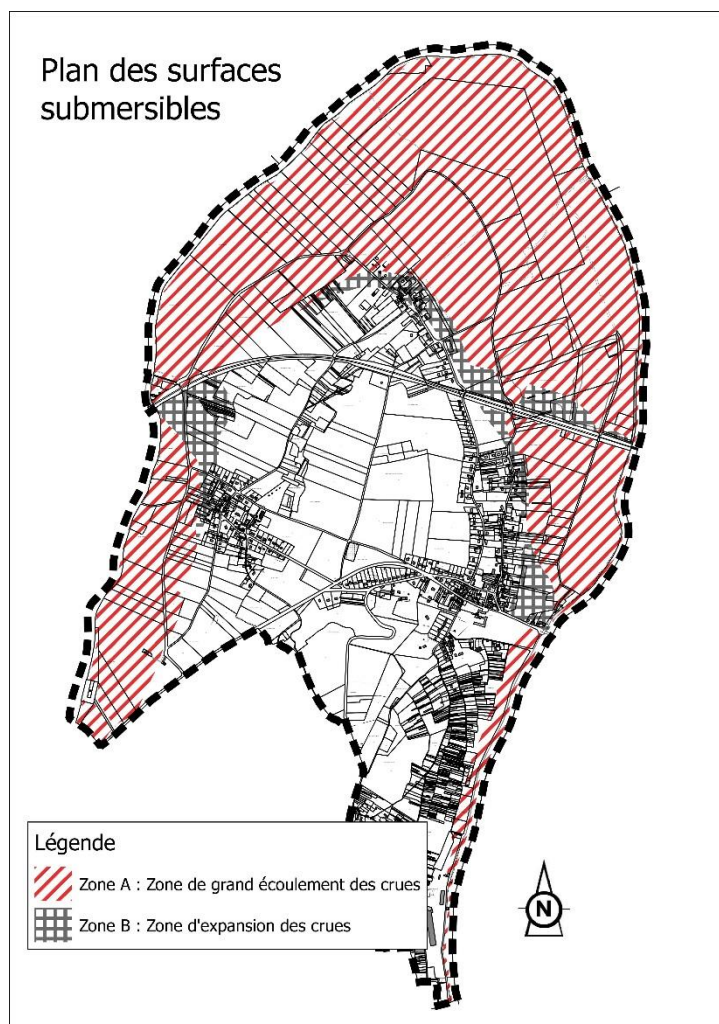 Plan des surfaces
submersibles
Légende
Zone A : Zone de grand écoulement des crues
Zone B : Zone d'expansion des crues
N